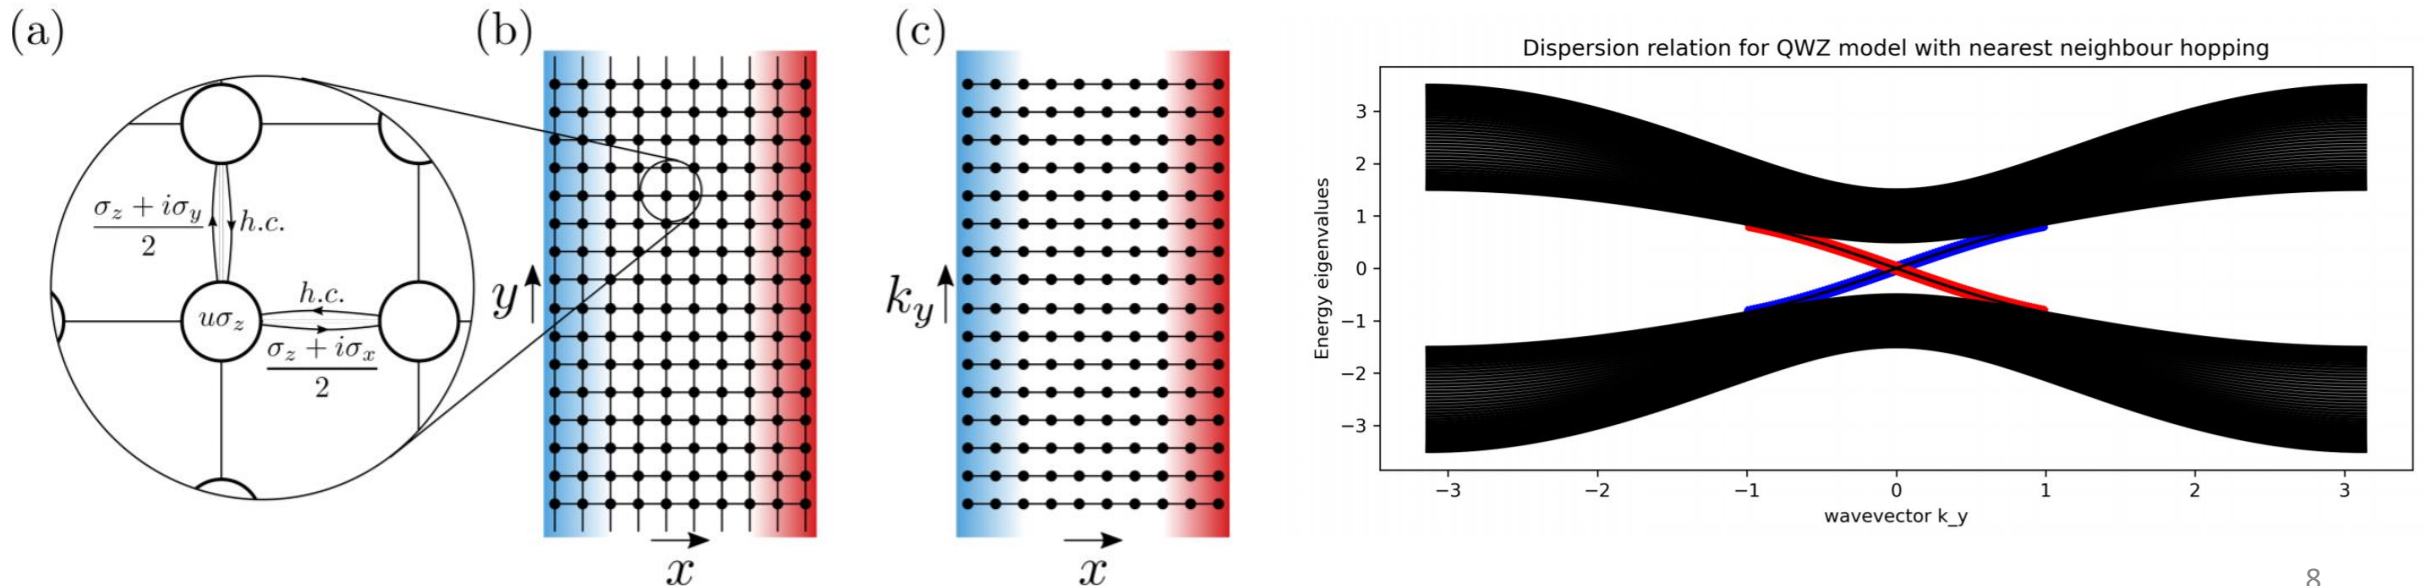 (a)
σz + iσy
2
h.c.
h.c.
uσz
σz + iσx
2
(b)
y
x
(c)
ky
x
Dispersion relation for QWZ model with nearest neighbour hopping
Energy eigenvalues
3
2
1
0
−1
−2
−3
−3
−2
−1
0
1
2
3
wavevector k_y
8